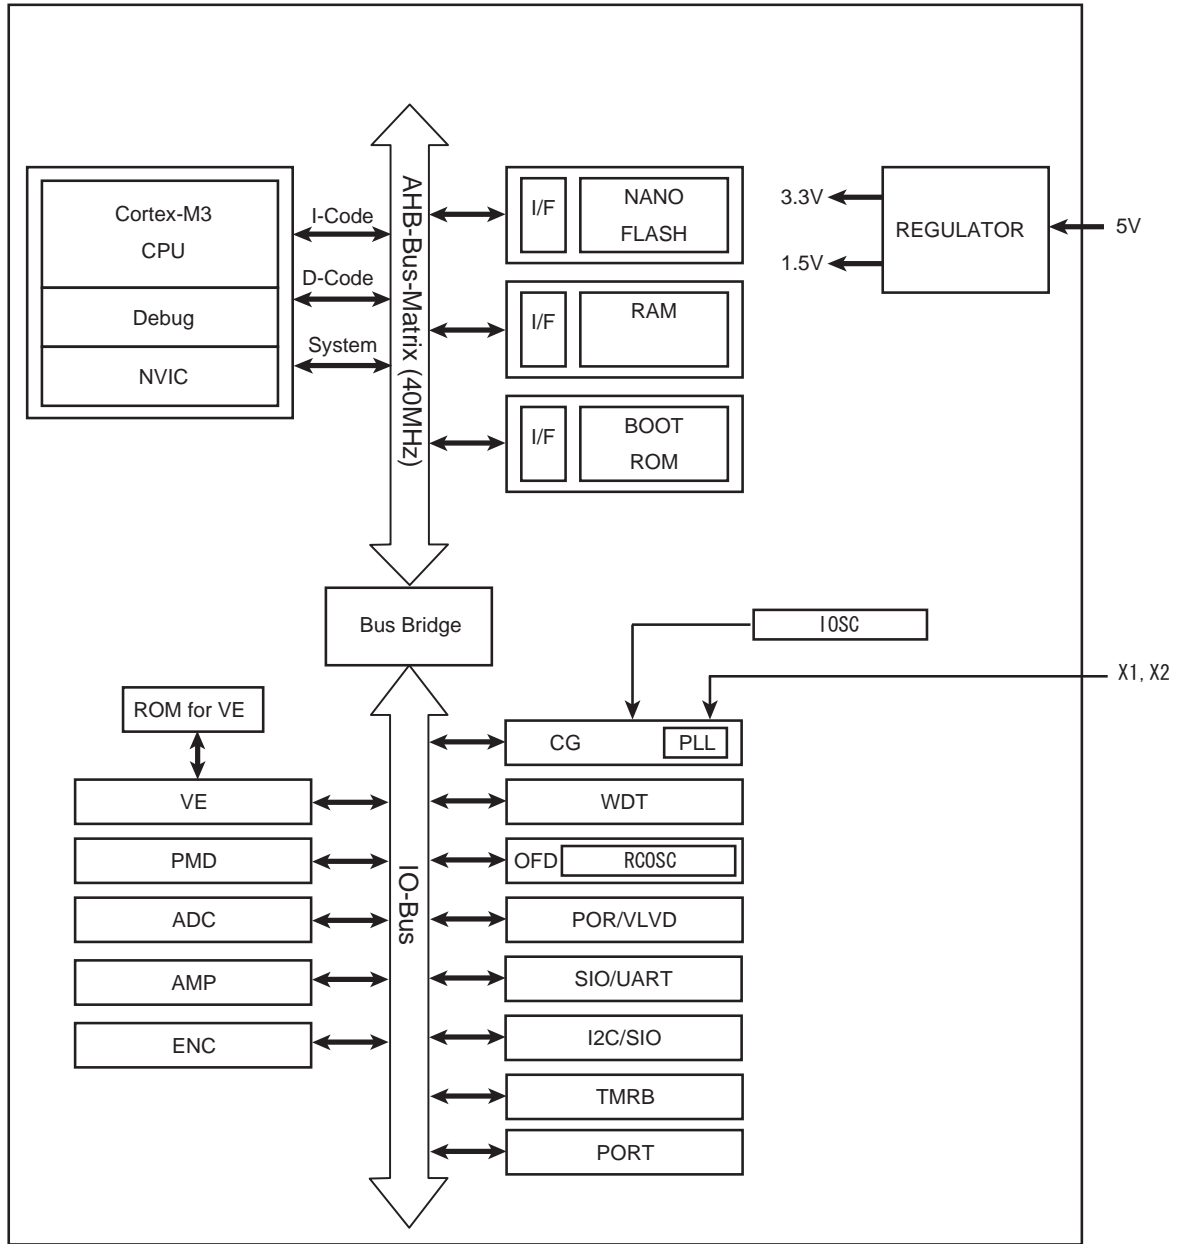 Cortex-M3
CPU
Debug
NVIC
I-Code
D-Code
System
AHB-Bus-Matrix (40MHz)
I/F
NANO
FLASH
I/F
RAM
I/F
BOOT
ROM
3.3V
1.5V
REGULATOR
5V
Bus Bridge
IOSC
X1, X2
ROM for VE
VE
PMD
ADC
AMP
ENC
IO-Bus
CG
PLL
WDT
OFD
RCOSC
POR/VLVD
SIO/UART
I2C/SIO
TMRB
PORT